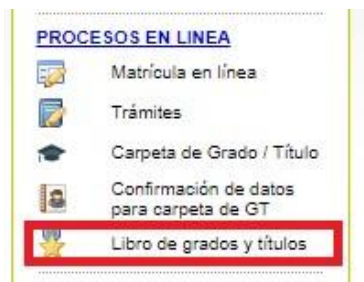 PROCESOS EN LINEA
Matrícula en línea
Trámites
Carpeta de Grado / Título
Confirmación de datos
para carpeta de GT
Libro de grados y títulos